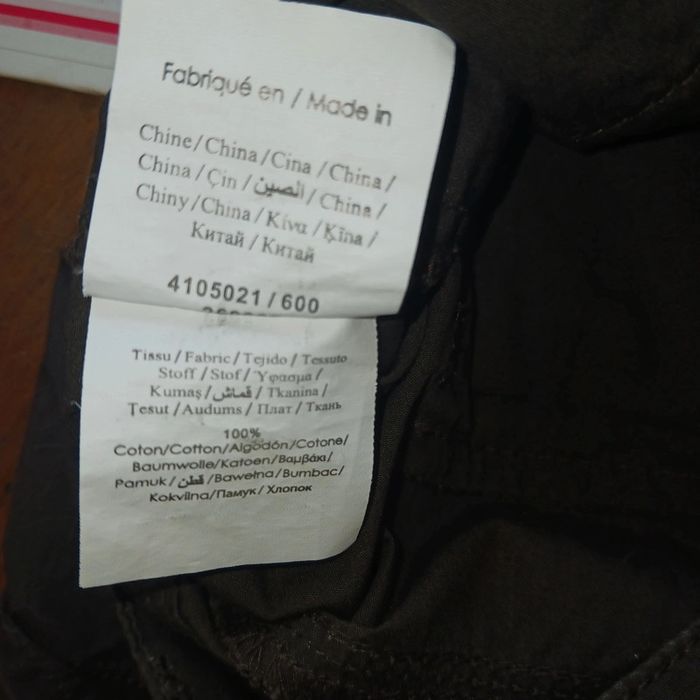 Fabriqué en / Made in
Chine/China/Cina/China/
China/Çin/الصين/China/
Chiny/China/Kίνα/Ķīna/
Китай/Китай
4105021/600
Tissu/Fabric/Tejido/Tessuto
Stoff/Stof/Ύφασμα/
Kumaş/قماش/Tkanina/
Ţesut/Audums/Плат/Ткань
100%
Coton/Cotton/Algodón/Cotone/
Baumwolle/Katoen/Βαμβάκι/
Pamuk/قطن/Bawełna/Bumbac/
Kokvilna/Памук/Хлопок